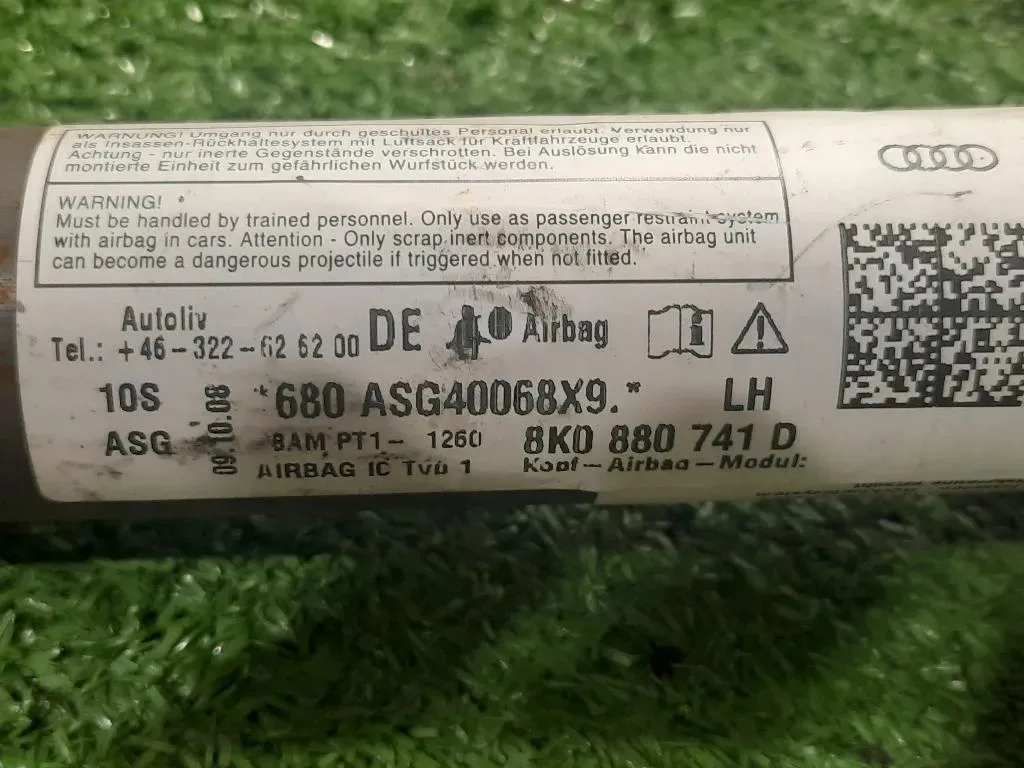 WARNUNG! Umgang nur durch geschultes Personal erlaubt. Verwendung nur
als Insassen-Rückhaltesystem mit Luftsack für Kraftfahrzeuge erlaubt.
Achtung - nur inerte Gegenstände verschrotten. Bei Auslösung kann die nicht
montierte Einheit zum gefährlichen Wurfstück werden.
WARNING!
Must be handled by trained personnel. Only use as passenger restraint system
with airbag in cars. Attention - Only scrap inert components. The airbag unit
can become a dangerous projectile if triggered when not fitted.
Autoliv
Tel.: +46-322-62 62 00
DE
Airbag
10S
09.10.08
*680 ASG40068X9.*
LH
ASG
BAM PT1- 1260
8K0 880 741 D
AIRBAG IC Typ 1
Kopf-Airbag-Modul: